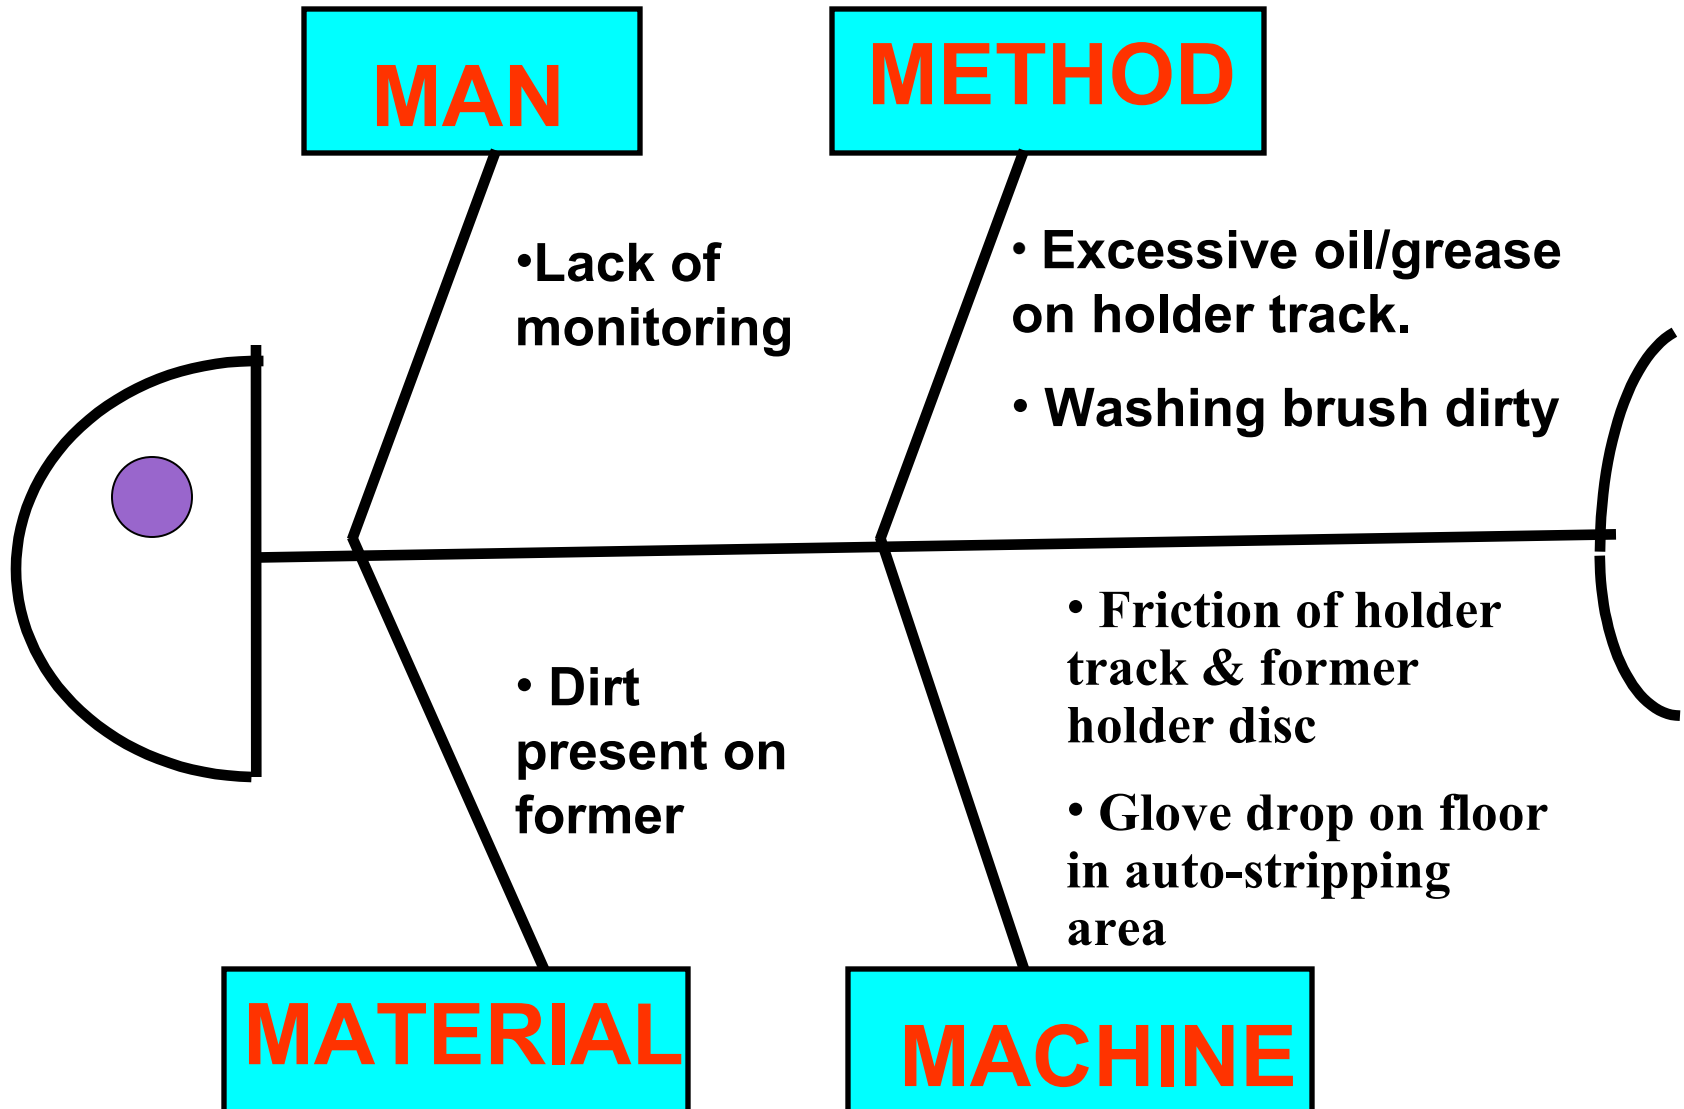 MAN
METHOD
•Lack of
monitoring
• Excessive oil/grease
on holder track.
• Washing brush dirty
• Dirt
present on
former
• Friction of holder
track & former
holder disc
• Glove drop on floor
in auto-stripping
area
MATERIAL
MACHINE